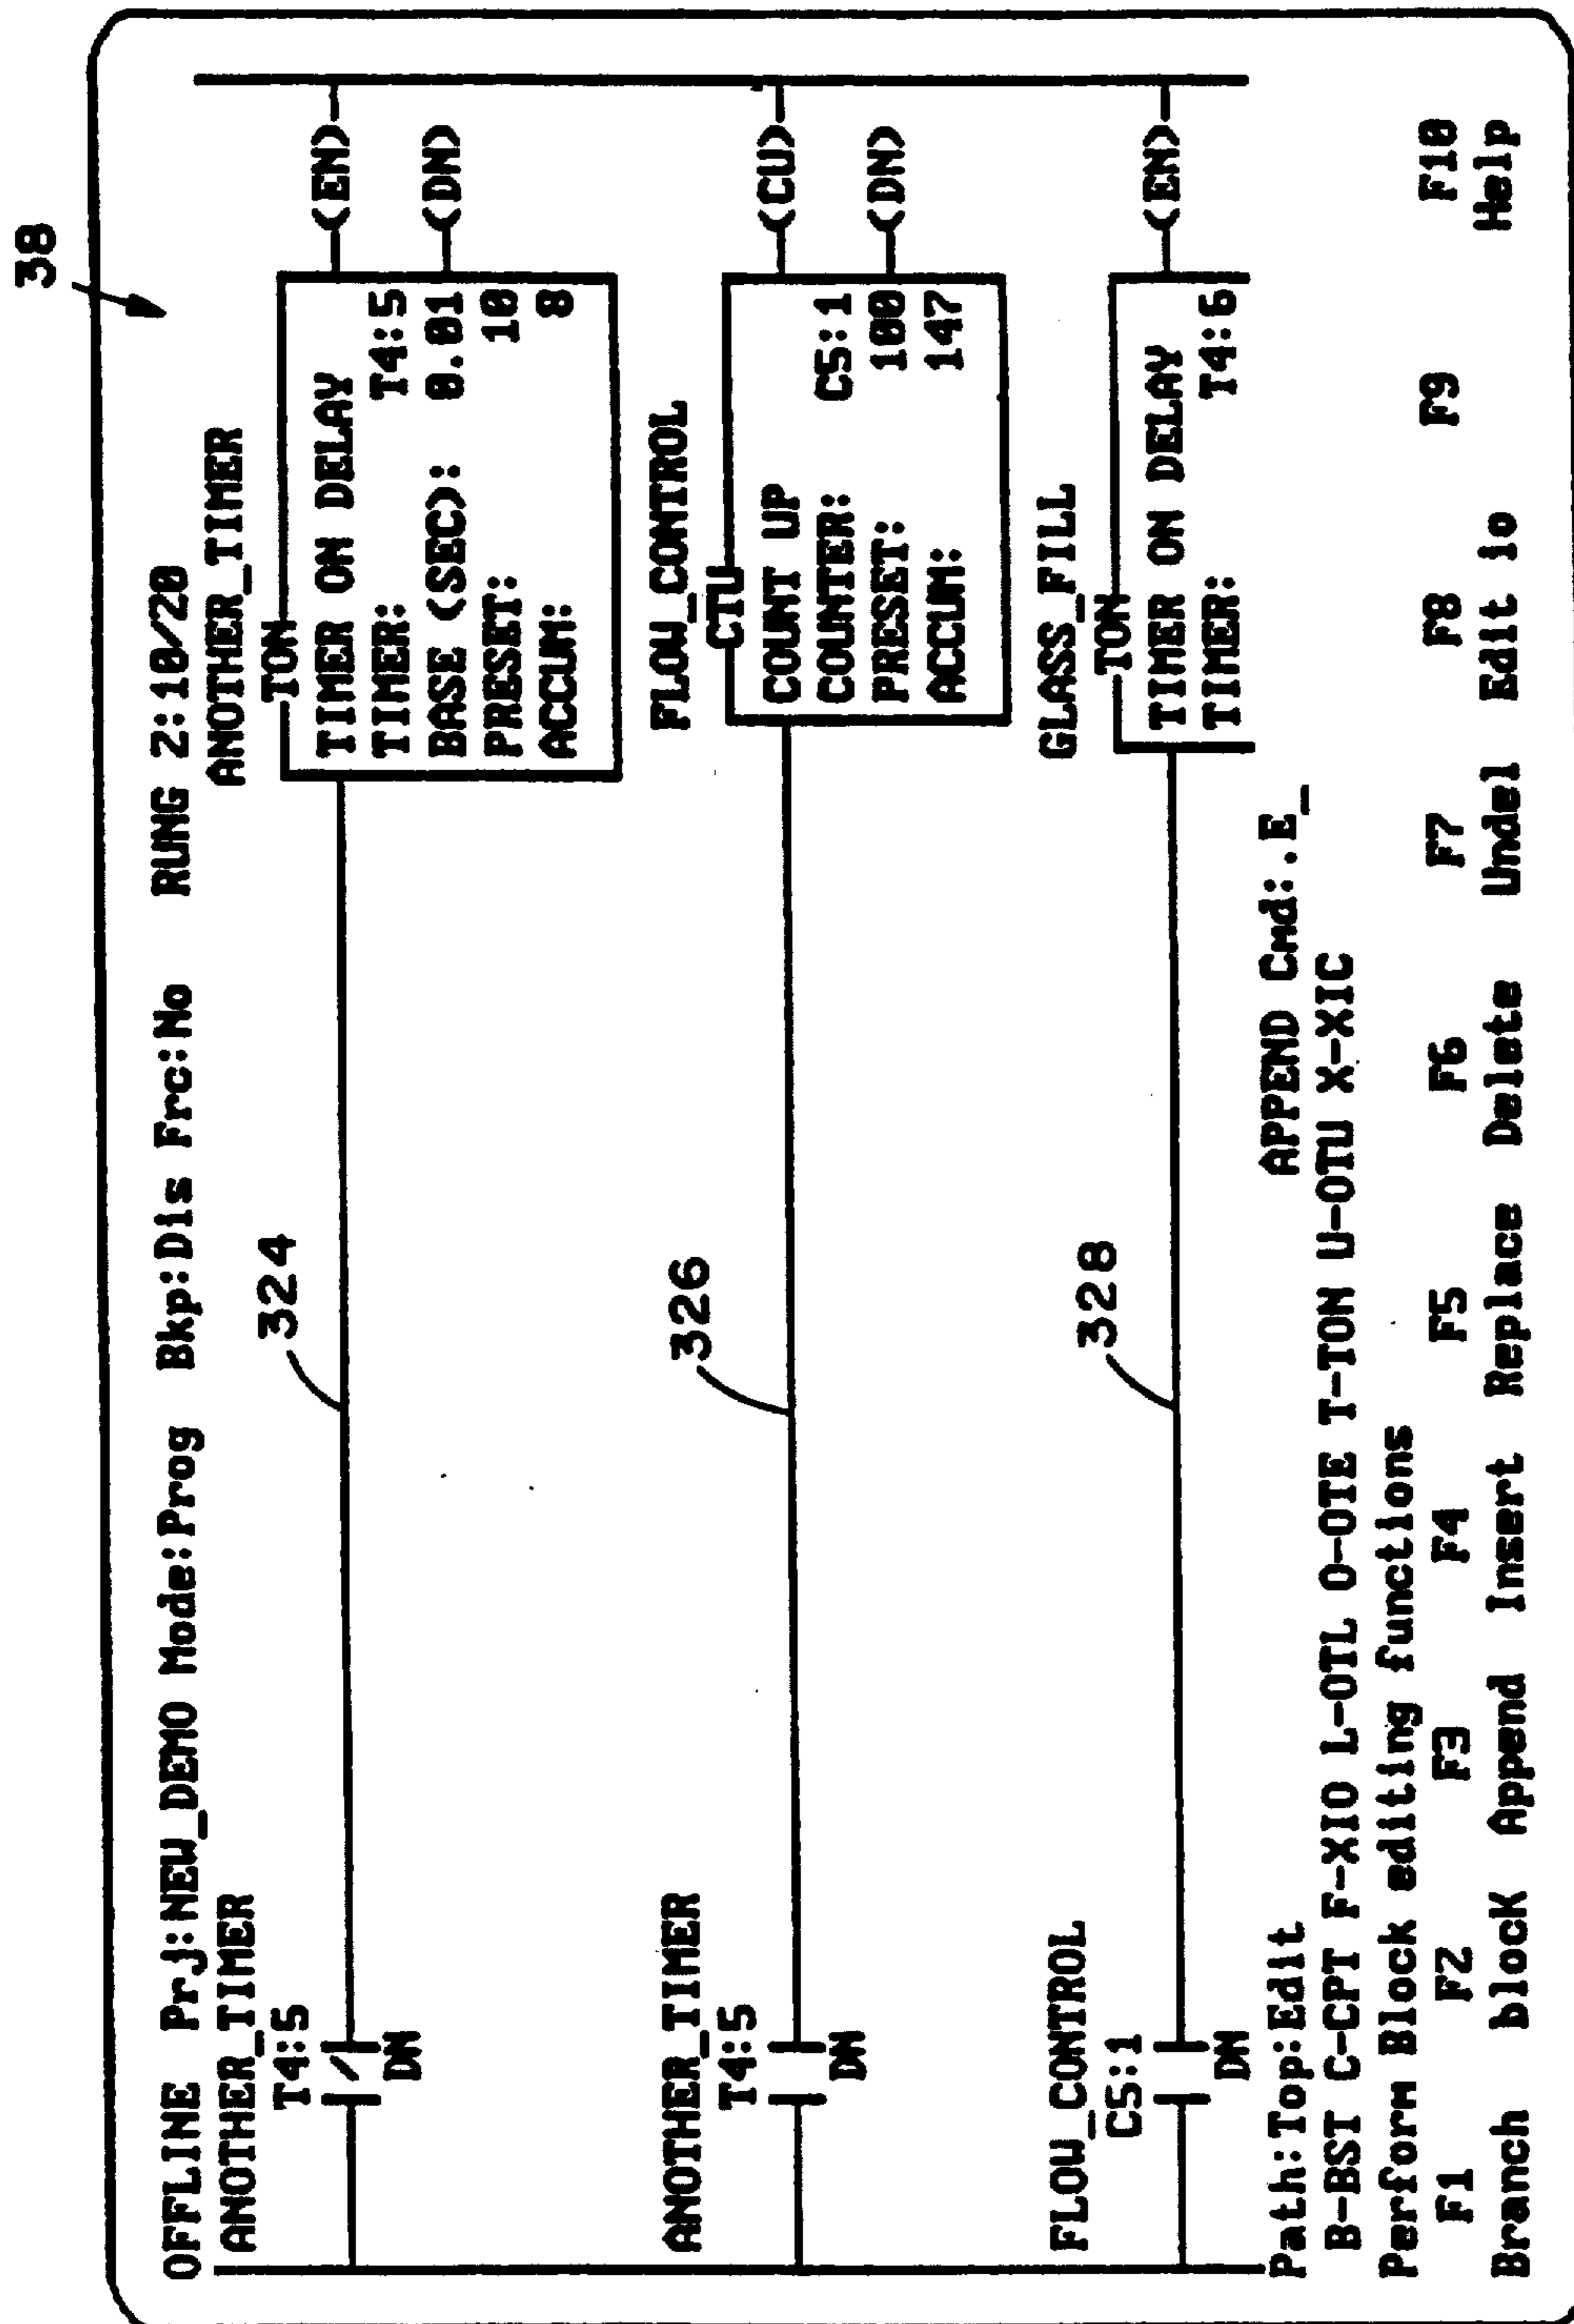 38
OFFLINE Prj:NEW_DEMO Mode:Prog Bkp:Dis Frc:No RUNG 2:10/20
ANOTHER_TIMER ANOTHER_TIMER
T4:5 324 TON
<EN>
TIMER ON DELAY
DN TIMER: T4:5
BASE (SEC): 0.01 <DN>
PRESET: 10
ACCUM: 8
ANOTHER_TIMER FLOW_CONTROL
T4:5 326 CTU
COUNT UP <CU>
DN COUNTER: C5:1
PRESET: 100 <DN>
ACCUM: 147
FLOW_CONTROL GLASS_FILL
C5:1 328 TON
TIMER ON DELAY <EN>
DN TIMER: T4:6
Path:Top:Edit APPEND Cmd:.E_
B-BST C-CPT F-XIO L-OTL O-OTE T-TON U-OTU X-XIC
Perform Block editing functions
F1 F2 F3 F4 F5 F6 F7 F8 F9 F10
Branch block Append Insert Replace Delete Undel Edit io Help